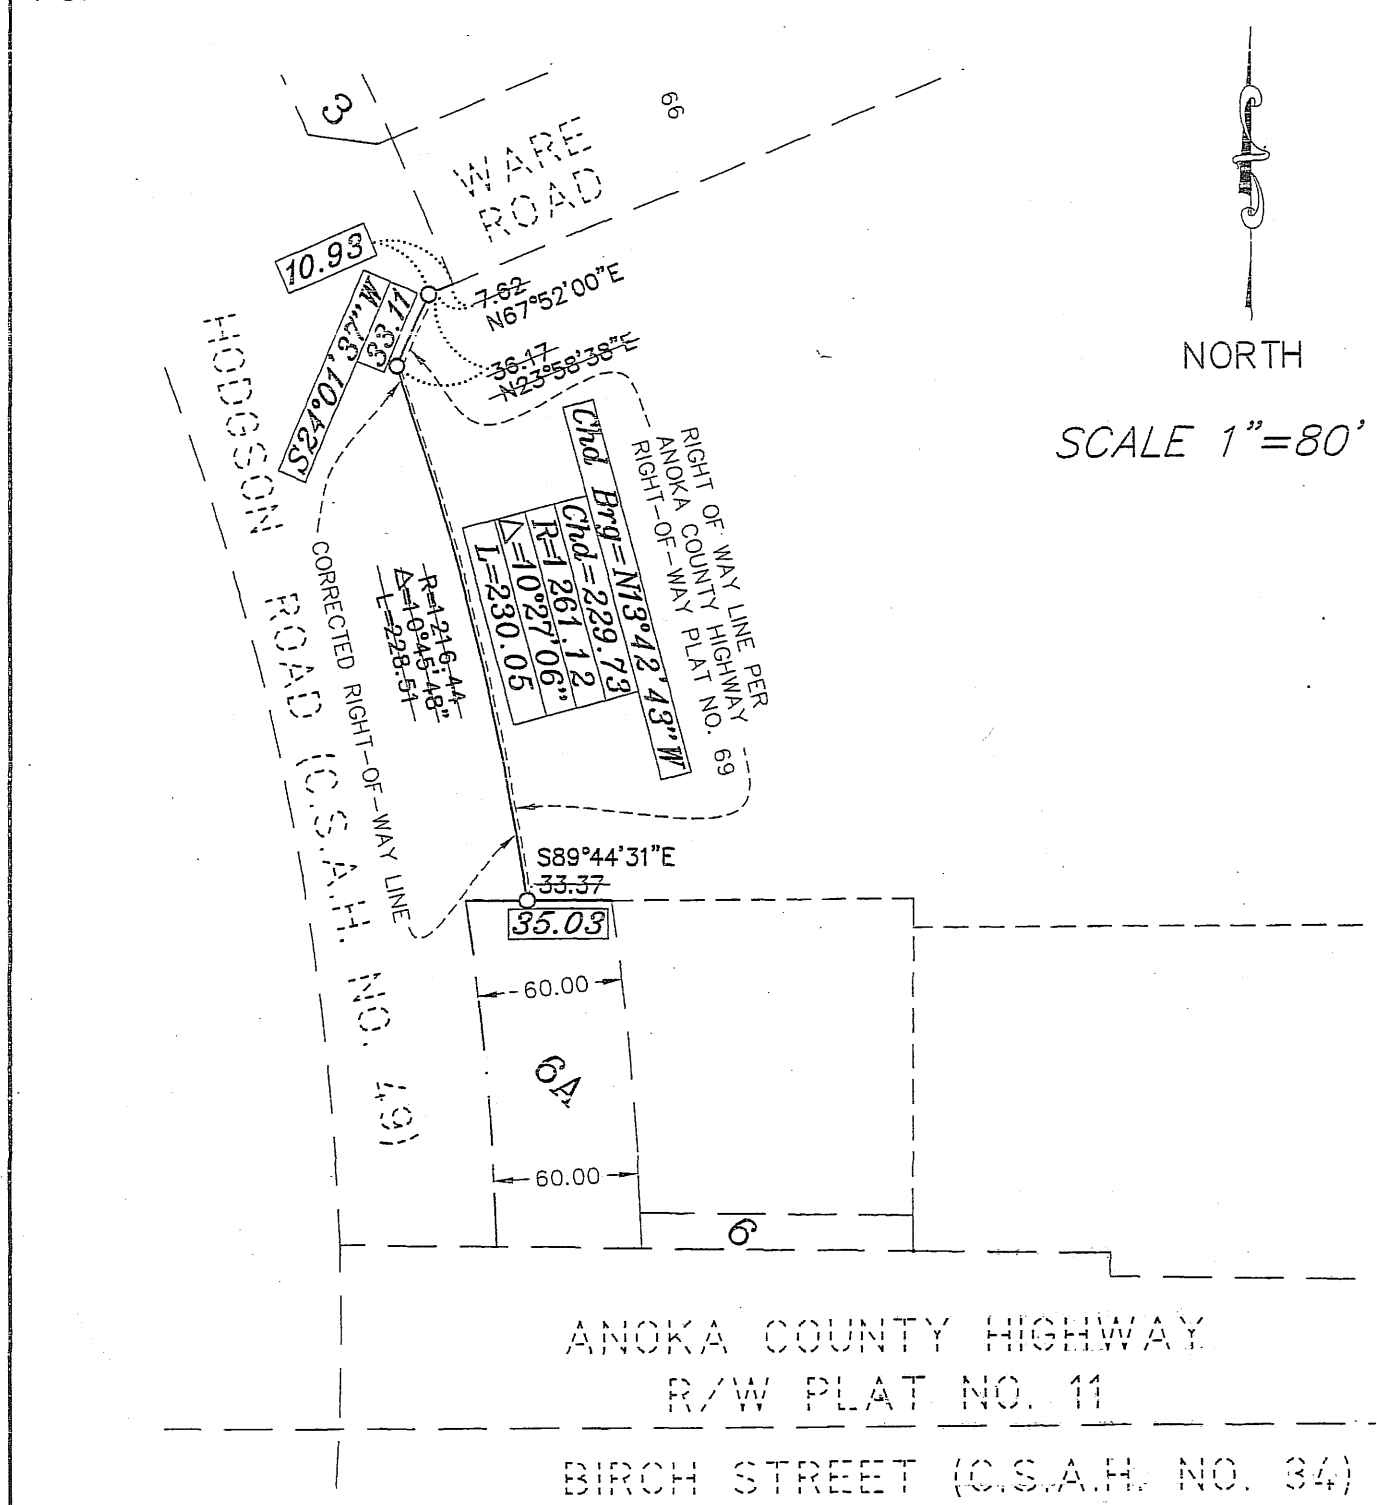 3
66
WARE
ROAD
10.93
7.62
N67°52'00"E
S24°01'37"W
33.11
36.17
N23°58'38"E
NORTH
SCALE 1"=80'
HODGSON ROAD (C.S.A.H. NO. 49)
CORRECTED RIGHT-OF-WAY LINE
RIGHT OF WAY LINE PER
ANOKA COUNTY HIGHWAY
RIGHT-OF-WAY PLAT NO. 69
Chd Brg=N13°42'43"W
Chd=229.73
R=1261.12
Δ=10°27'06"
L=230.05
R=1216.44
Δ=10°45'48"
L=228.51
S89°44'31"E
33.37
35.03
60.00
6A
60.00
6
ANOKA COUNTY HIGHWAY
R/W PLAT NO. 11
BIRCH STREET (C.S.A.H. NO. 34)